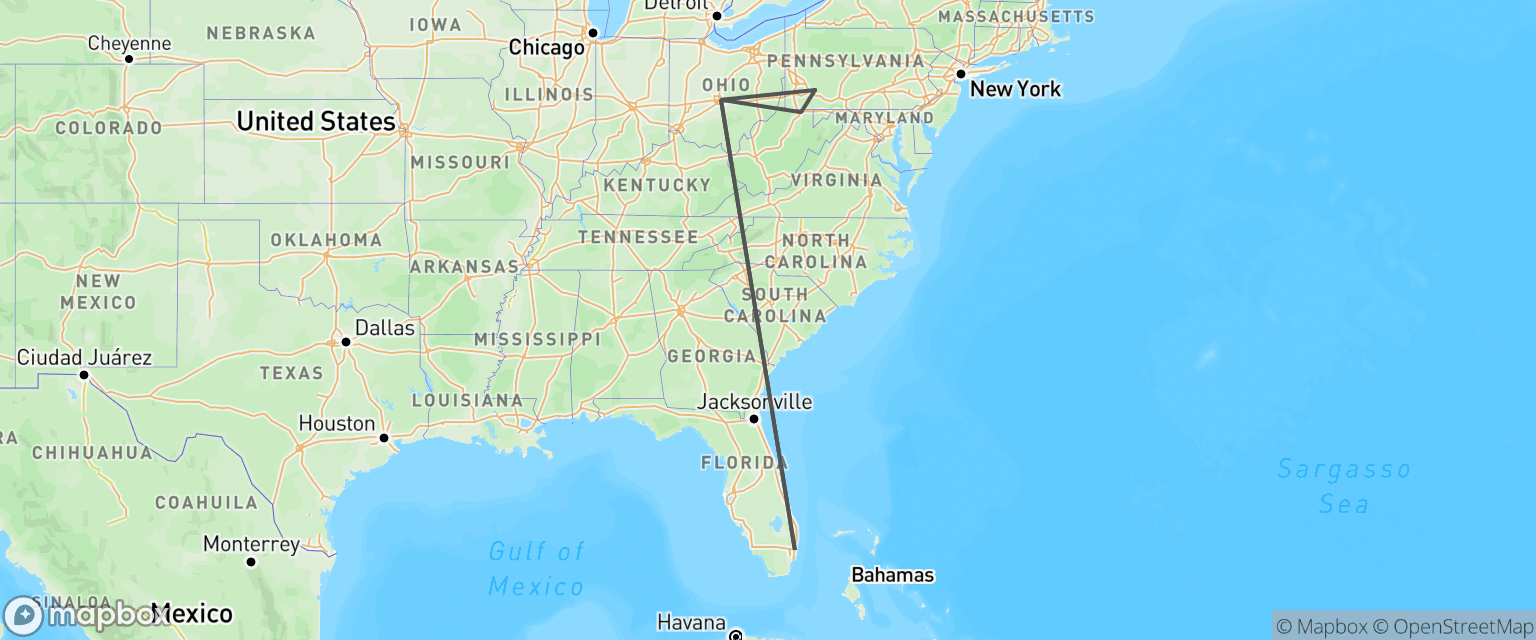 Detroit
MASSACHUSETTS
IOWA
NEBRASKA
Cheyenne
Chicago
PENNSYLVANIA
OHIO
New York
ILLINOIS
United States
COLORADO
MARYLAND
MISSOURI
KENTUCKY
VIRGINIA
TENNESSEE
OKLAHOMA
NORTH
CAROLINA
ARKANSAS
NEW
MEXICO
SOUTH
CAROLINA
Dallas
MISSISSIPPI
GEORGIA
Ciudad Juárez
TEXAS
LOUISIANA
Jacksonville
Houston
RA
CHIHUAHUA
FLORIDA
Sargasso
Sea
COAHUILA
Monterrey
Gulf of
Mexico
Bahamas
SINALOA
mapbox
Mexico
Havana
© Mapbox © OpenStreetMap